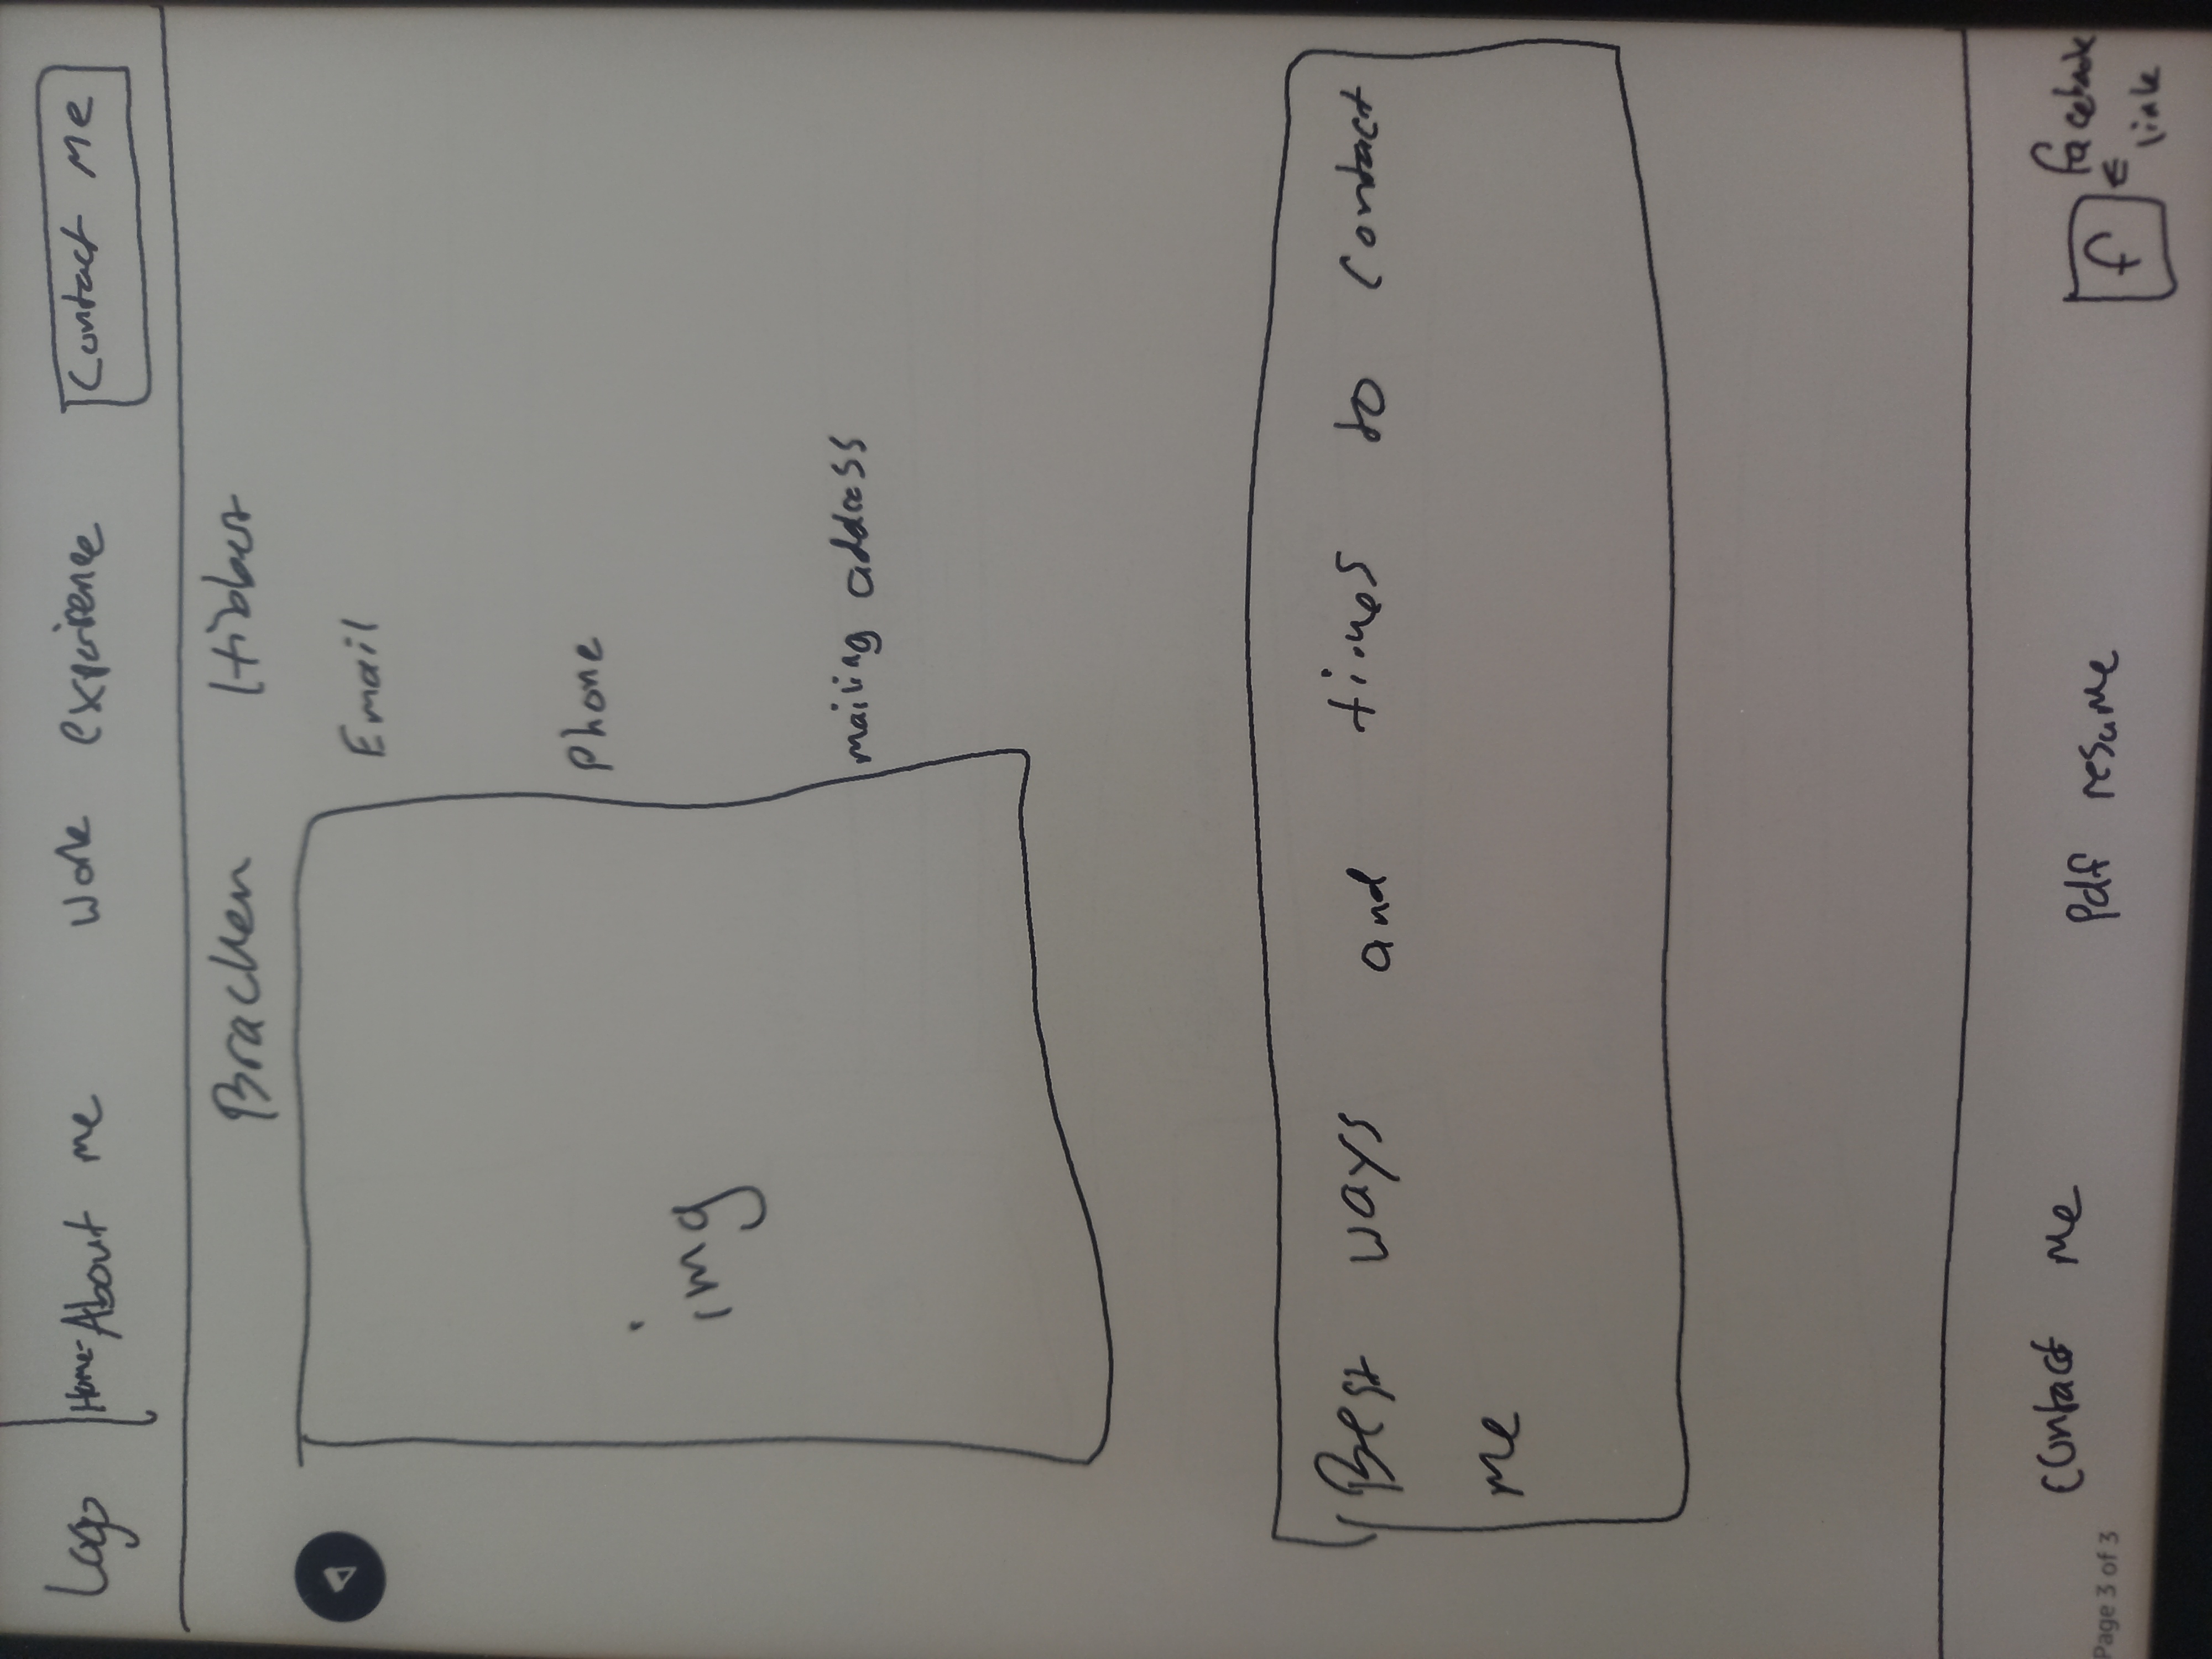 Logo Home- About me Work experience Contact Me
Bracken Hibbert
Email
Phone
img
mailing address
Best ways and times to contact
me
Contact Me
Pdf resume
f
facebook
link
Page 3 of 3